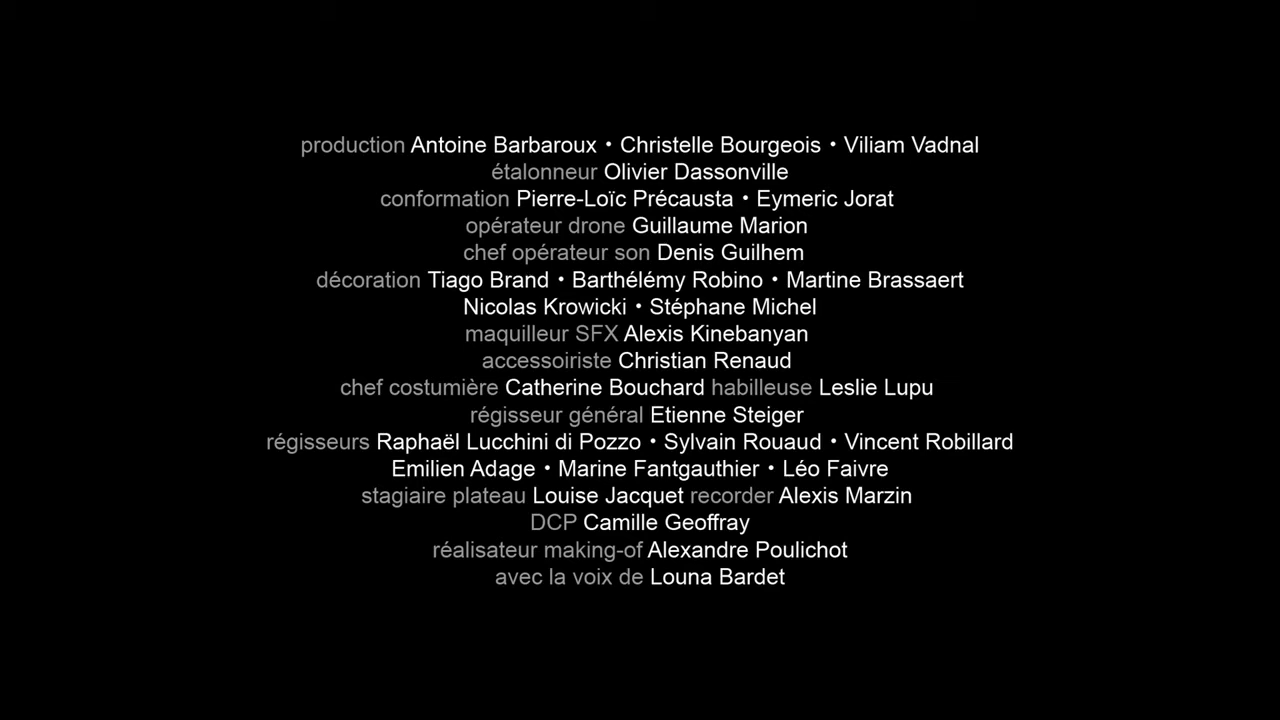 production Antoine Barbaroux • Christelle Bourgeois • Viliam Vadnal
étalonneur Olivier Dassonville
conformation Pierre-Loïc Précausta • Eymeric Jorat
opérateur drone Guillaume Marion
chef opérateur son Denis Guilhem
décoration Tiago Brand • Barthélémy Robino • Martine Brassaert
Nicolas Krowicki • Stéphane Michel
maquilleur SFX Alexis Kinebanyan
accessoiriste Christian Renaud
chef costumière Catherine Bouchard habilleuse Leslie Lupu
régisseur général Etienne Steiger
régisseurs Raphaël Lucchini di Pozzo • Sylvain Rouaud • Vincent Robillard
Emilien Adage • Marine Fantgauthier • Léo Faivre
stagiaire plateau Louise Jacquet recorder Alexis Marzin
DCP Camille Geoffray
réalisateur making-of Alexandre Poulichot
avec la voix de Louna Bardet